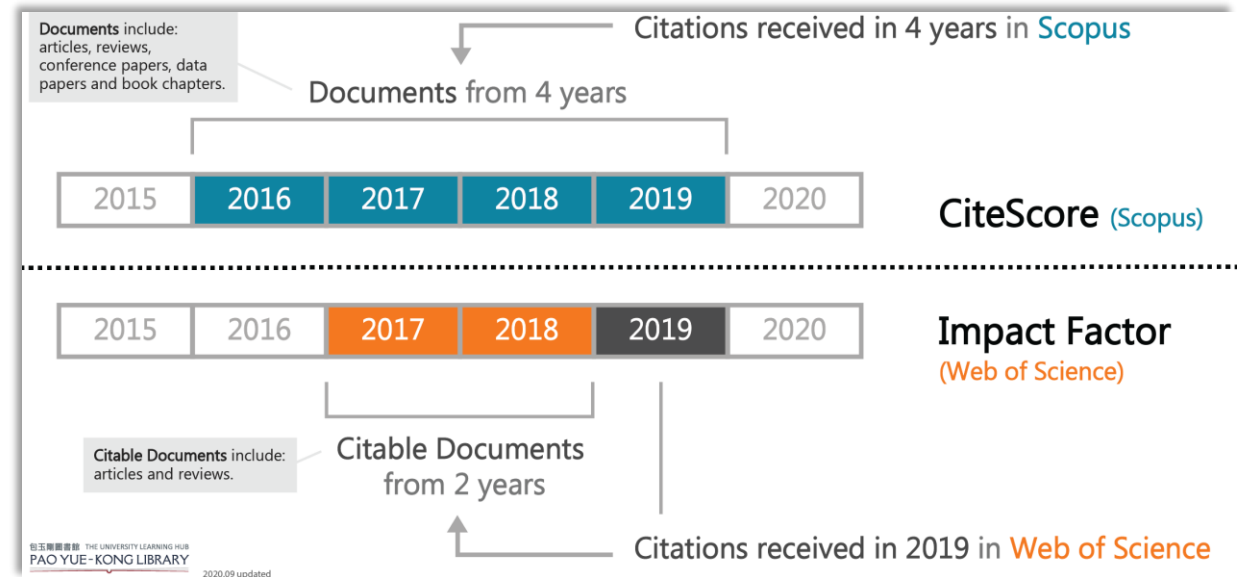 Documents include:
articles, reviews,
conference papers, data
papers and book chapters.
Citations received in 4 years in Scopus
Documents from 4 years
2015 2016 2017 2018 2019 2020
CiteScore (Scopus)
2015 2016 2017 2018 2019 2020
Impact Factor
(Web of Science)
Citable Documents include:
articles and reviews.
Citable Documents
from 2 years
Citations received in 2019 in Web of Science
包玉剛圖書館 THE UNIVERSITY LEARNING HUB
PAO YUE-KONG LIBRARY
2020.09 updated